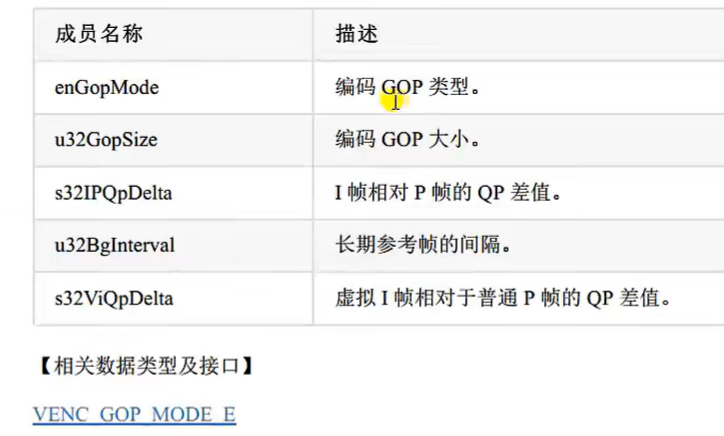 成员名称 描述
enGopMode 编码 GOP 类型。
u32GopSize 编码 GOP 大小。
s32IPQpDelta I 帧相对 P 帧的 QP 差值。
u32BgInterval 长期参考帧的间隔。
s32ViQpDelta 虚拟 I 帧相对于普通 P 帧的 QP 差值。
【相关数据类型及接口】
VENC_GOP_MODE_E